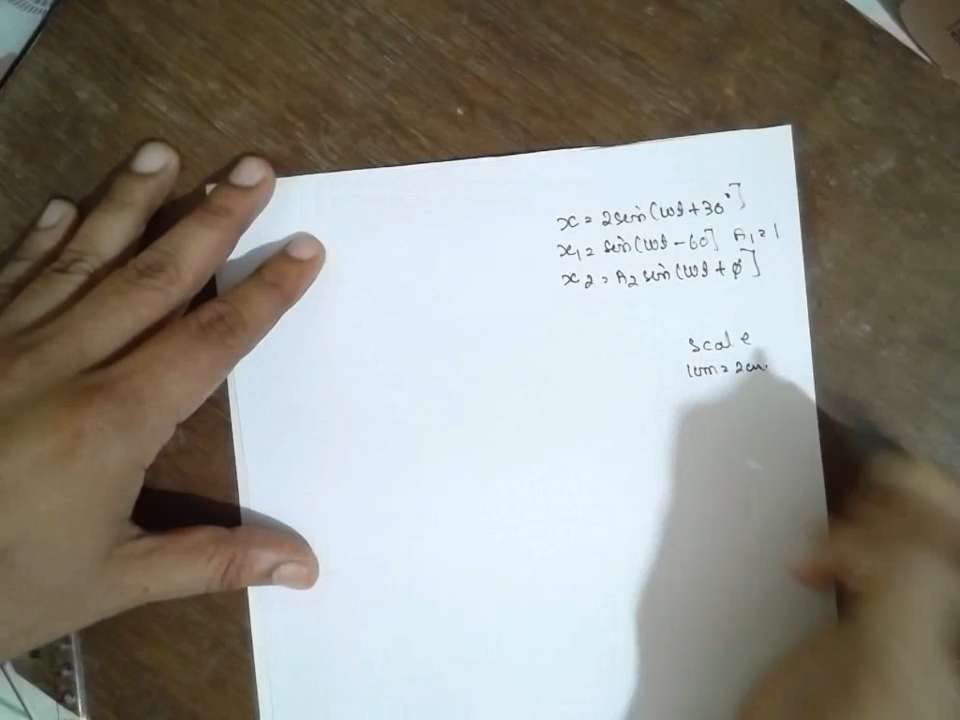 x = 2sin(ωt+30°]
x₁ = sin(ωt-60] A₁=1
x₂ = A₂ sin(ωt+φ]
scale
1cm = 2cm.